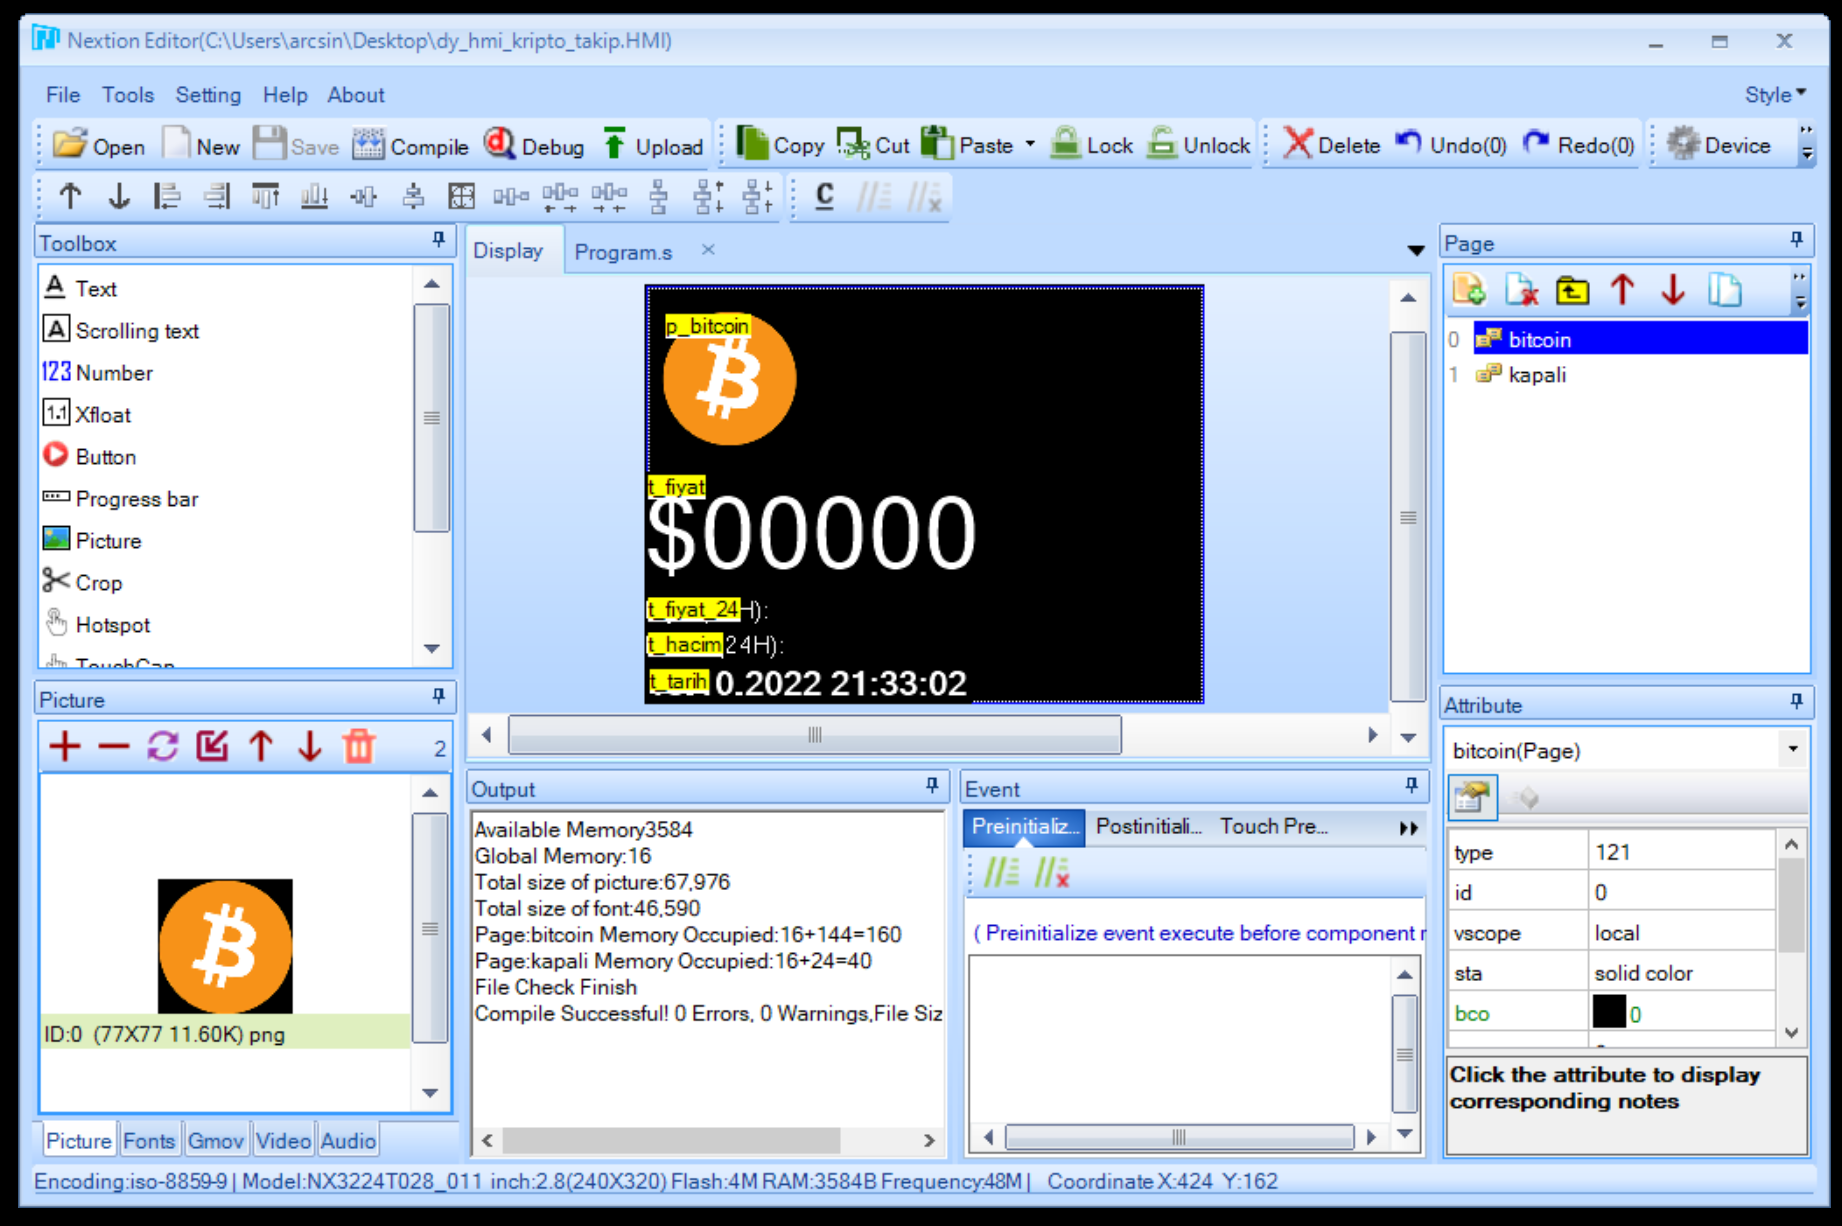 Nextion Editor(C:\Users\arcsin\Desktop\dy_hmi_kripto_takip.HMI)
File Tools Setting Help About Style
Open New Save Compile Debug Upload Copy Cut Paste Lock Unlock Delete Undo(0) Redo(0) Device
C
Toolbox
A Text
A Scrolling text
123 Number
1.1 Xfloat
Button
Progress bar
Picture
Crop
Hotspot
TouchCap
Picture
2
ID:0 (77X77 11.60K) png
Picture Fonts Gmov Video Audio
Display Program.s
p_bitcoin
t_fiyat
$00000
t_fiyat_24H):
t_hacim 24H):
t_tarih 0.2022 21:33:02
Output
Available Memory3584
Global Memory:16
Total size of picture:67,976
Total size of font:46,590
Page:bitcoin Memory Occupied:16+144=160
Page:kapali Memory Occupied:16+24=40
File Check Finish
Compile Successful! 0 Errors, 0 Warnings,File Siz
Event
Preinitializ... Postinitiali... Touch Pre...
( Preinitialize event execute before component r
Page
0 bitcoin
1 kapali
Attribute
bitcoin(Page)
type 121
id 0
vscope local
sta solid color
bco 0
Click the attribute to display
corresponding notes
Encoding:iso-8859-9 | Model:NX3224T028_011 inch:2.8(240X320) Flash:4M RAM:3584B Frequency:48M | Coordinate X:424 Y:162